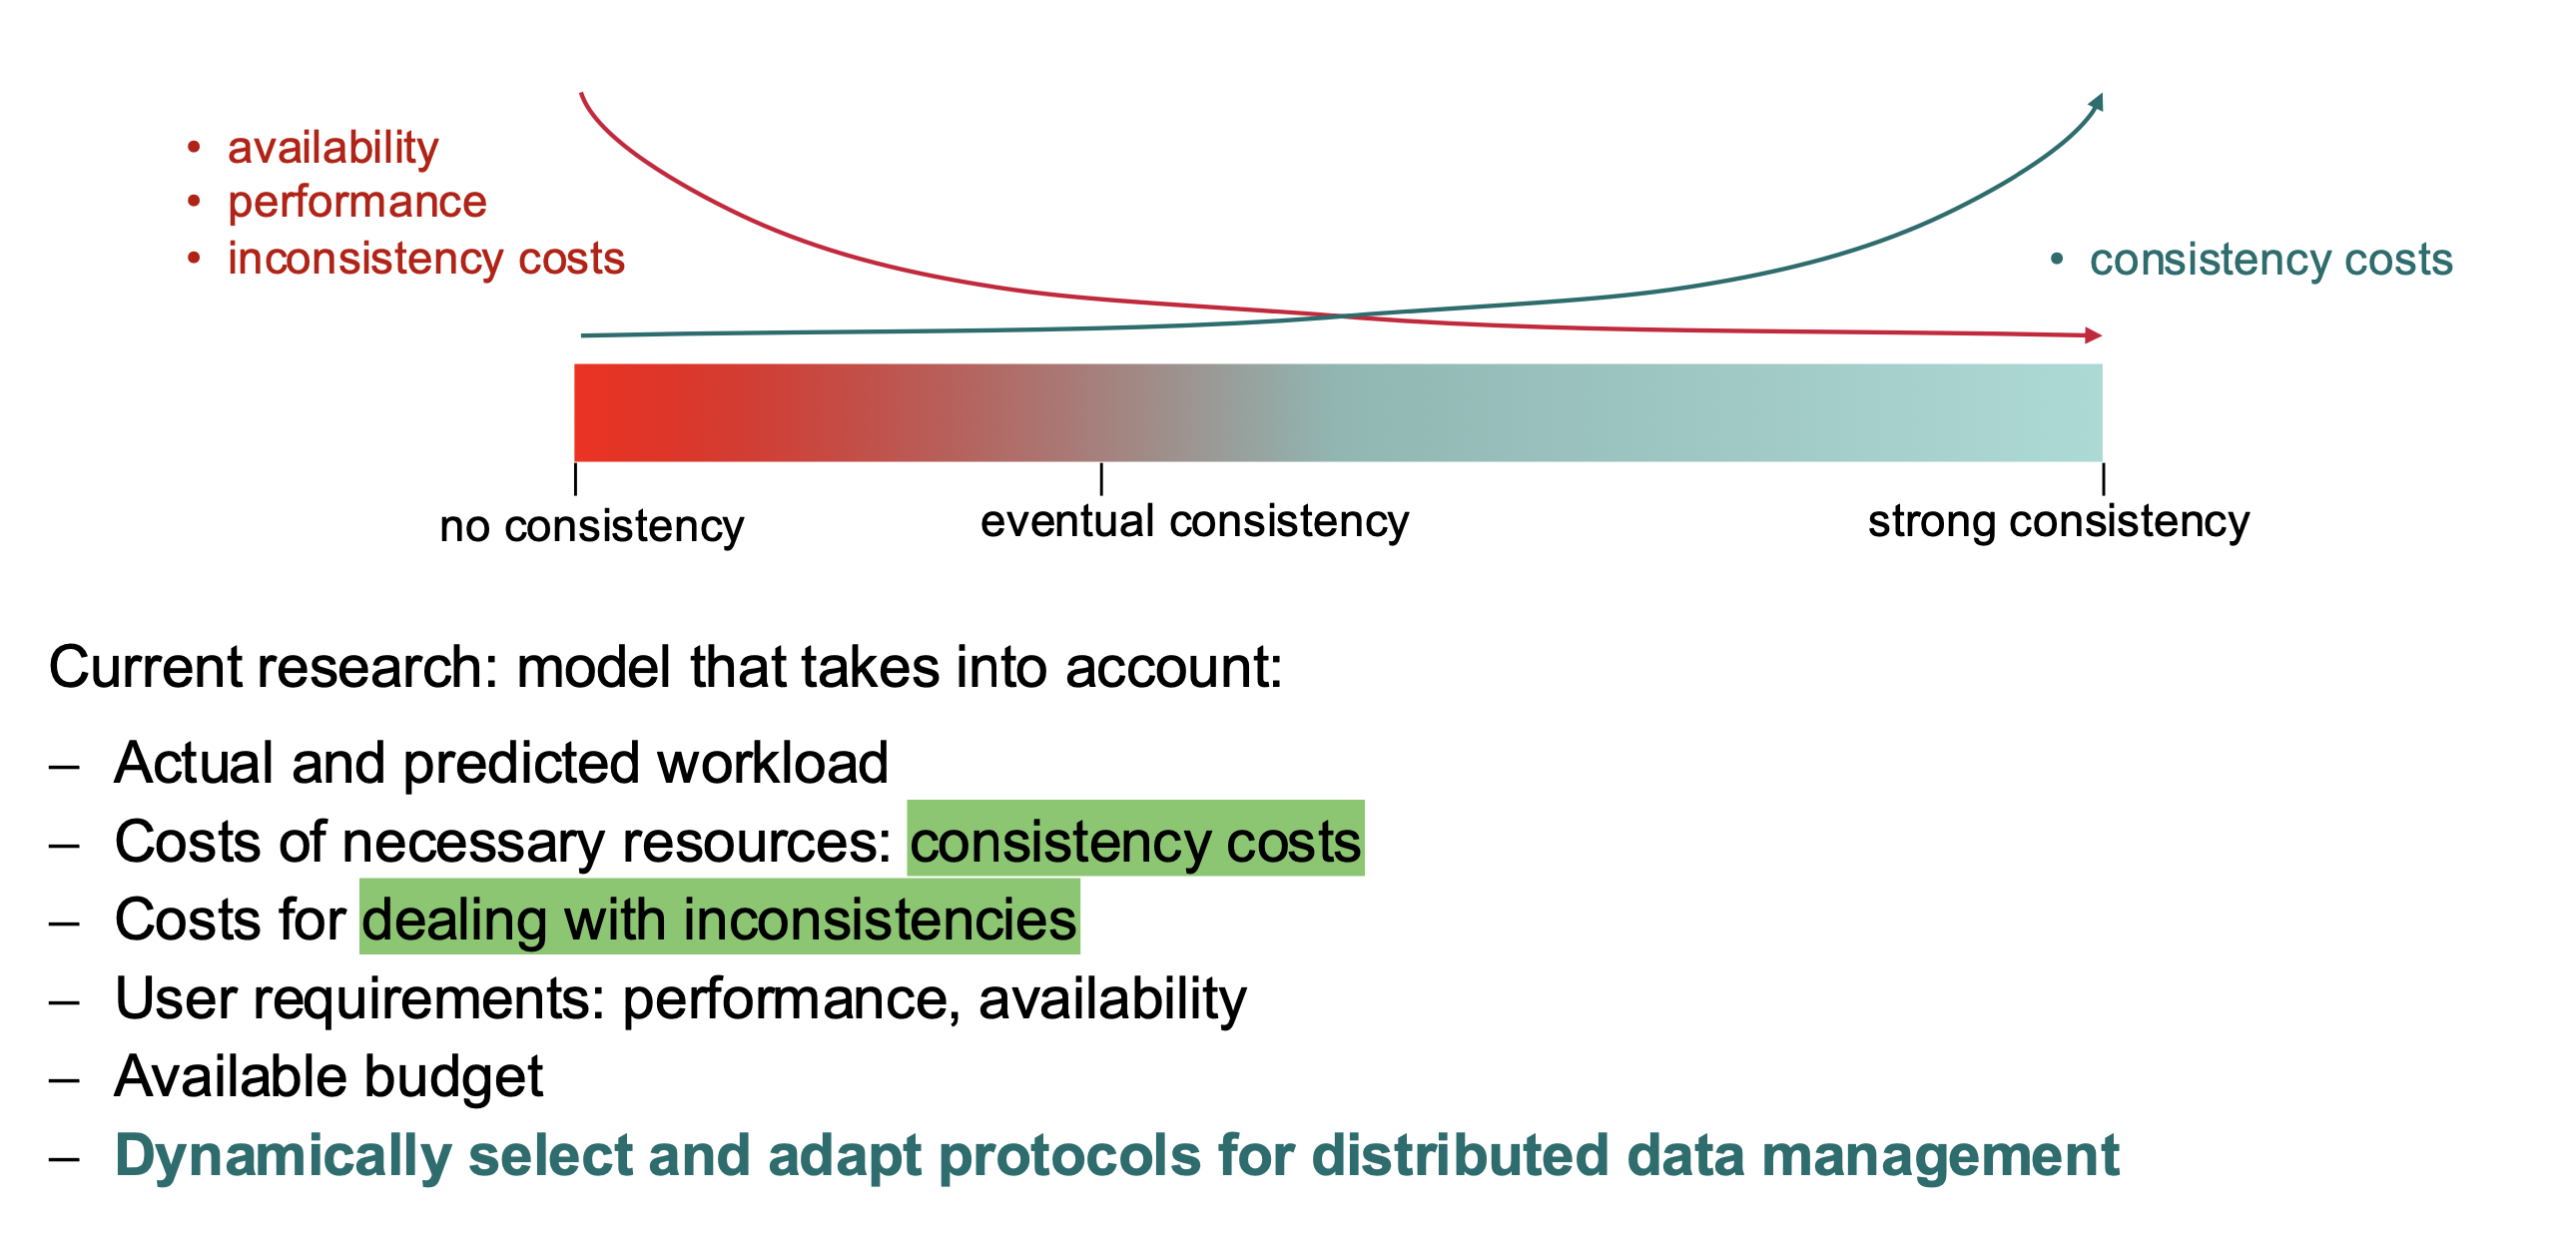 • availability
• performance
• inconsistency costs
• consistency costs
no consistency
eventual consistency
strong consistency
Current research: model that takes into account:
– Actual and predicted workload
– Costs of necessary resources: consistency costs
– Costs for dealing with inconsistencies
– User requirements: performance, availability
– Available budget
– Dynamically select and adapt protocols for distributed data management